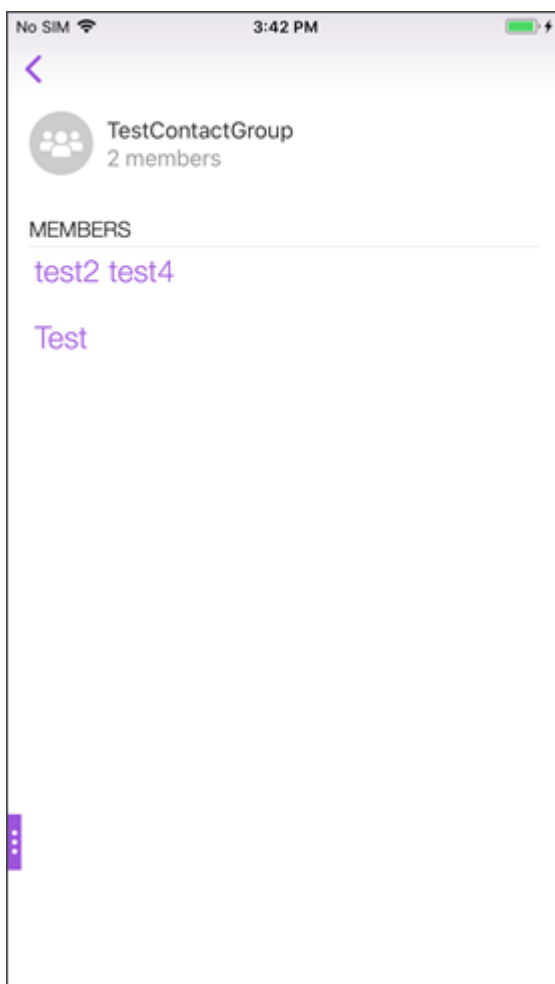 No SIM 3:42 PM
TestContactGroup
2 members
MEMBERS
test2 test4
Test